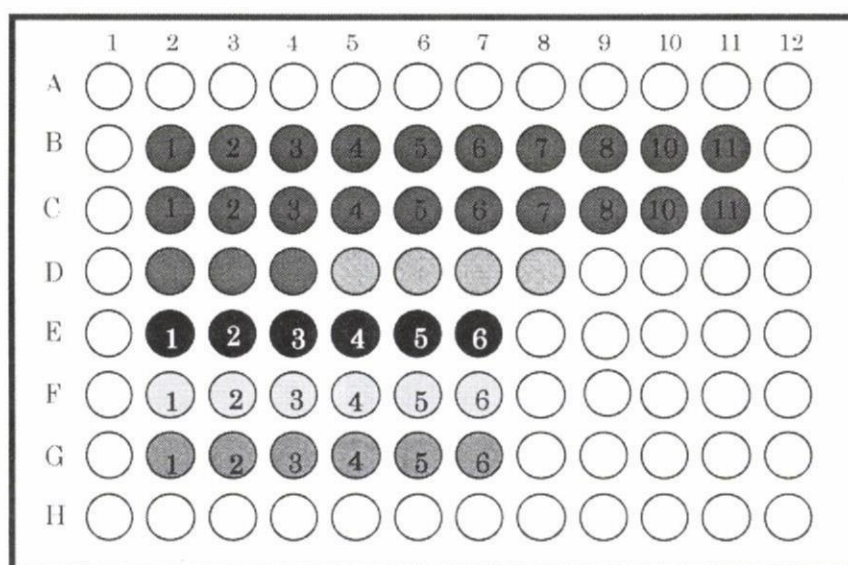 1 2 3 4 5 6 7 8 9 10 11 12
A
B 1 2 3 4 5 6 7 8 10 11
C 1 2 3 4 5 6 7 8 10 11
D
E 1 2 3 4 5 6
F 1 2 3 4 5 6
G 1 2 3 4 5 6
H